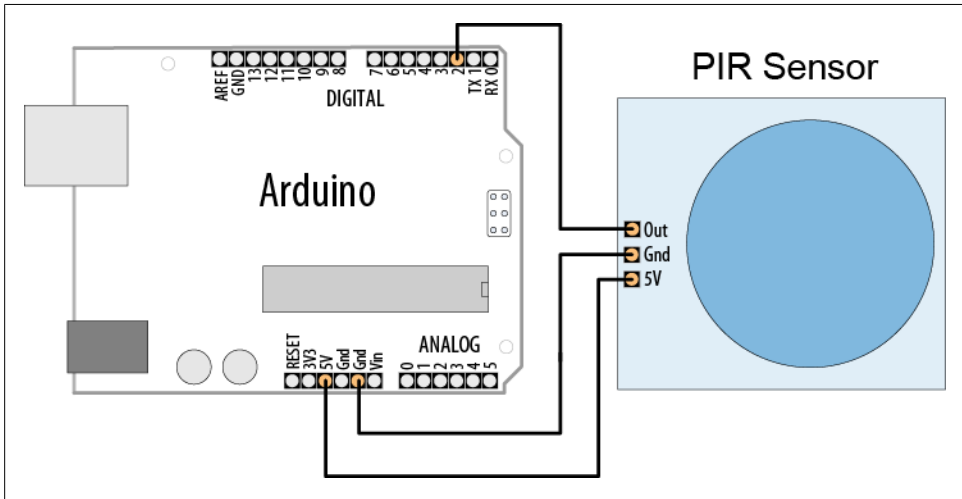 AREF
GND
13
12
11
10
9
8
7
6
5
4
3
2
TX 1
RX 0
DIGITAL
PIR Sensor
Arduino
Out
Gnd
5V
RESET
3V3
5V
Gnd
Gnd
Vin
ANALOG
0
1
2
3
4
5